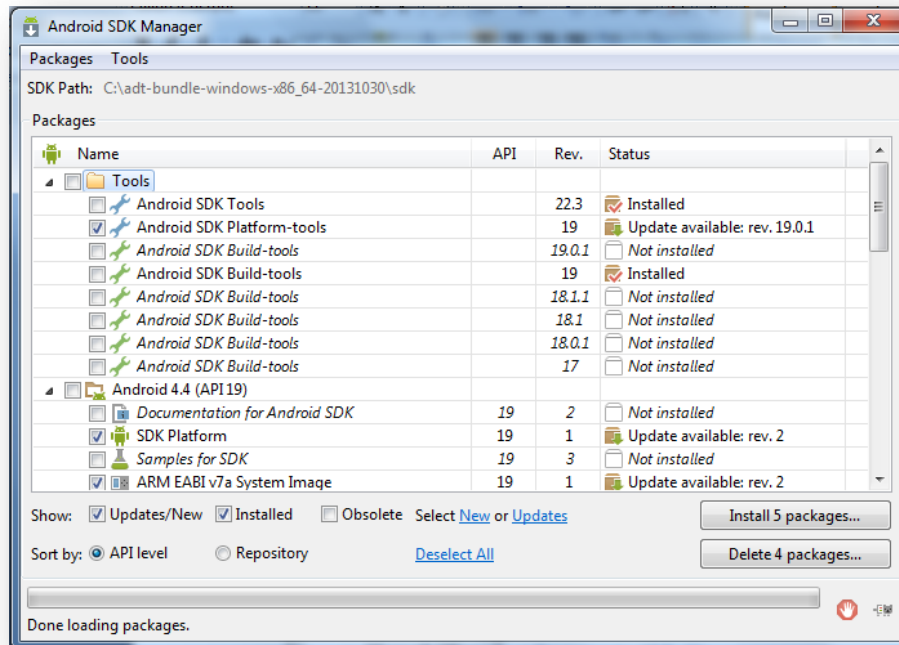 Android SDK Manager
Packages Tools
SDK Path: C:\adt-bundle-windows-x86_64-20131030\sdk
Packages
Name API Rev. Status
Tools
Android SDK Tools 22.3 Installed
Android SDK Platform-tools 19 Update available: rev. 19.0.1
Android SDK Build-tools 19.0.1 Not installed
Android SDK Build-tools 19 Installed
Android SDK Build-tools 18.1.1 Not installed
Android SDK Build-tools 18.1 Not installed
Android SDK Build-tools 18.0.1 Not installed
Android SDK Build-tools 17 Not installed
Android 4.4 (API 19)
Documentation for Android SDK 19 2 Not installed
SDK Platform 19 1 Update available: rev. 2
Samples for SDK 19 3 Not installed
ARM EABI v7a System Image 19 1 Update available: rev. 2
Show: Updates/New Installed Obsolete Select New or Updates Install 5 packages...
Sort by: API level Repository Deselect All Delete 4 packages...
Done loading packages.